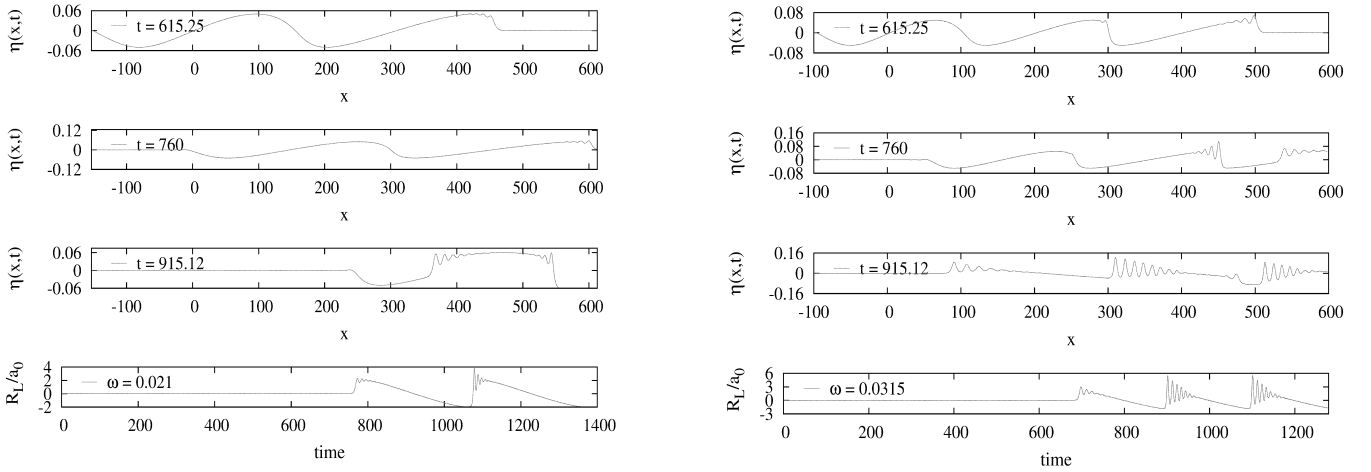 η(x,t)
0.06
0
-0.06
t = 615.25
-100 0 100 200 300 400 500 600
x
η(x,t)
0.12
0
-0.12
t = 760
-100 0 100 200 300 400 500 600
x
η(x,t)
0.06
0
-0.06
t = 915.12
-100 0 100 200 300 400 500 600
x
R_L/a_0
4
2
0
-2
ω = 0.021
0 200 400 600 800 1000 1200 1400
time
η(x,t)
0.08
0
-0.08
t = 615.25
-100 0 100 200 300 400 500 600
x
η(x,t)
0.16
0.08
0
-0.08
t = 760
-100 0 100 200 300 400 500 600
x
η(x,t)
0.16
0
-0.16
t = 915.12
-100 0 100 200 300 400 500 600
x
R_L/a_0
6
3
0
-3
ω = 0.0315
0 200 400 600 800 1000 1200
time